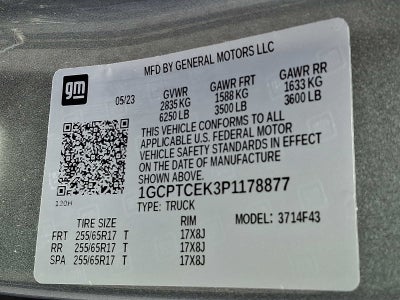 gm
MFD BY GENERAL MOTORS LLC
05/23 GVWR GAWR FRT GAWR RR
2835 KG 1588 KG 1633 KG
6250 LB 3500 LB 3600 LB
THIS VEHICLE CONFORMS TO ALL
APPLICABLE U.S. FEDERAL MOTOR
VEHICLE SAFETY STANDARDS IN EFFECT
ON THE DATE OF MANUFACTURE
SHOWN ABOVE.
1GCPTCEK3P1178877
TYPE: TRUCK MODEL: 3714F43
TIRE SIZE RIM
FRT 255/65R17 T 17X8J
RR 255/65R17 T 17X8J
SPA 255/65R17 T 17X8J